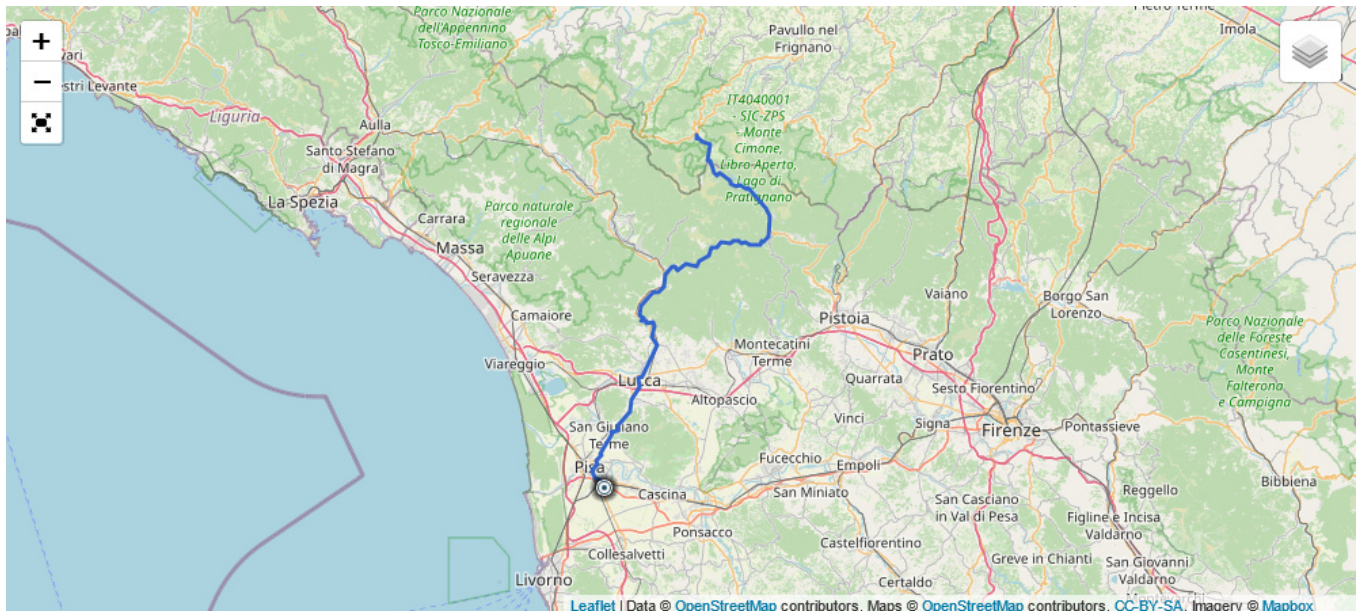 Parco Nazionale
dell'Appennino
Tosco-Emiliano
Pavullo nel
Frignano
Imola
+
−
vari
estri Levante
Liguria
Aulla
IT4040001
- SIC-ZPS
- Monte
Cimone,
Libro Aperto,
Lago di
Pratignano
Santo Stefano
di Magra
La Spezia
Carrara
Parco naturale
regionale
delle Alpi
Apuane
Massa
Seravezza
Camaiore
Vaiano
Borgo San
Lorenzo
Pistoia
Parco Nazionale
delle Foreste
Casentinesi,
Monte
Falterona
e Campigna
Viareggio
Montecatini
Terme
Prato
Lucca
Quarrata
Sesto Fiorentino
Altopascio
Vinci
Signa
Firenze
Pontassieve
San Giuliano
Terme
Pisa
Fucecchio
Empoli
Cascina
San Miniato
San Casciano
in Val di Pesa
Reggello
Bibbiena
Figline e Incisa
Valdarno
Ponsacco
Castelfiorentino
Collesalvetti
Greve in Chianti
San Giovanni
Valdarno
Livorno
Certaldo
Leaflet | Data © OpenStreetMap contributors, Maps © OpenStreetMap contributors, CC-BY-SA, Imagery © Mapbox